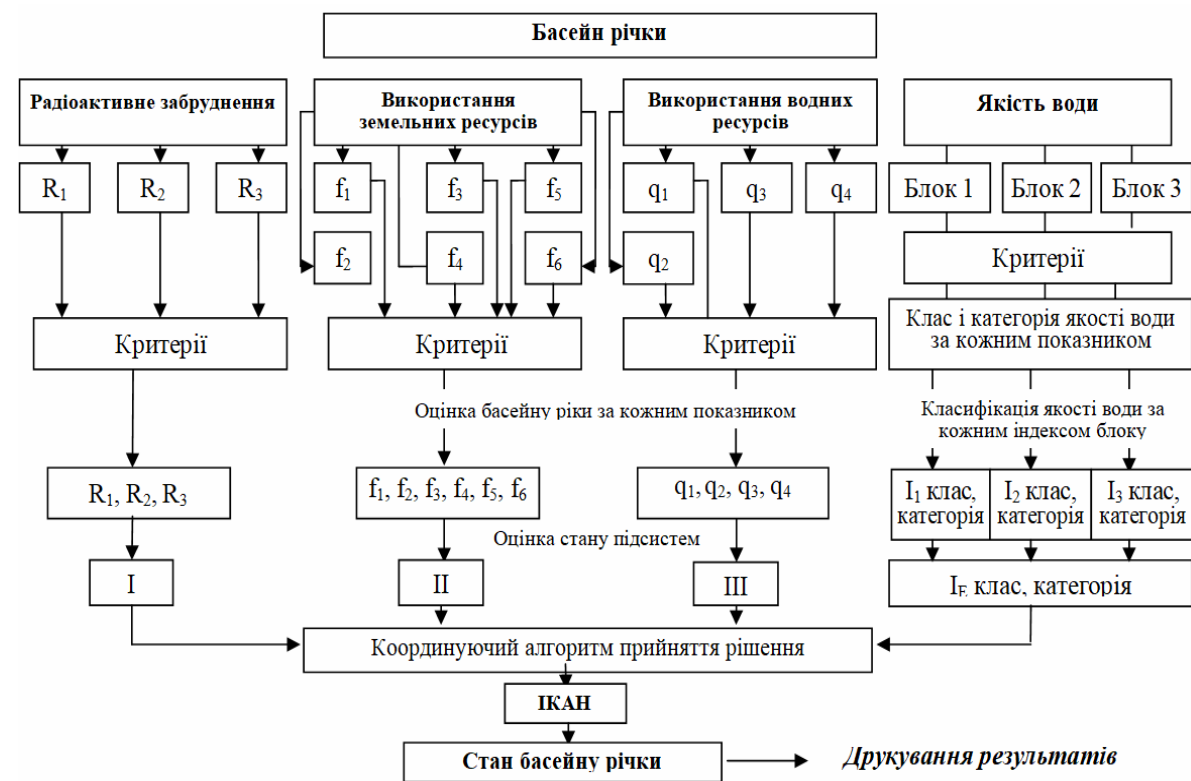 Басейн річки
Радіоактивне забруднення
Використання
земельних ресурсів
Використання водних
ресурсів
Якість води
R₁
R₂
R₃
f₁
f₃
f₅
q₁
q₃
q₄
Блок 1
Блок 2
Блок 3
f₂
f₄
f₆
q₂
Критерії
Критерії
Критерії
Критерії
Клас і категорія якості води
за кожним показником
Оцінка басейну ріки за кожним показником
Класифікація якості води за
кожним індексом блоку
R₁, R₂, R₃
f₁, f₂, f₃, f₄, f₅, f₆
q₁, q₂, q₃, q₄
I₁ клас,
категорія
I₂ клас,
категорія
I₃ клас,
категорія
Оцінка стану підсистем
I
II
III
I_E клас, категорія
Координуючий алгоритм прийняття рішення
ІКАН
Стан басейну річки
Друкування результатів